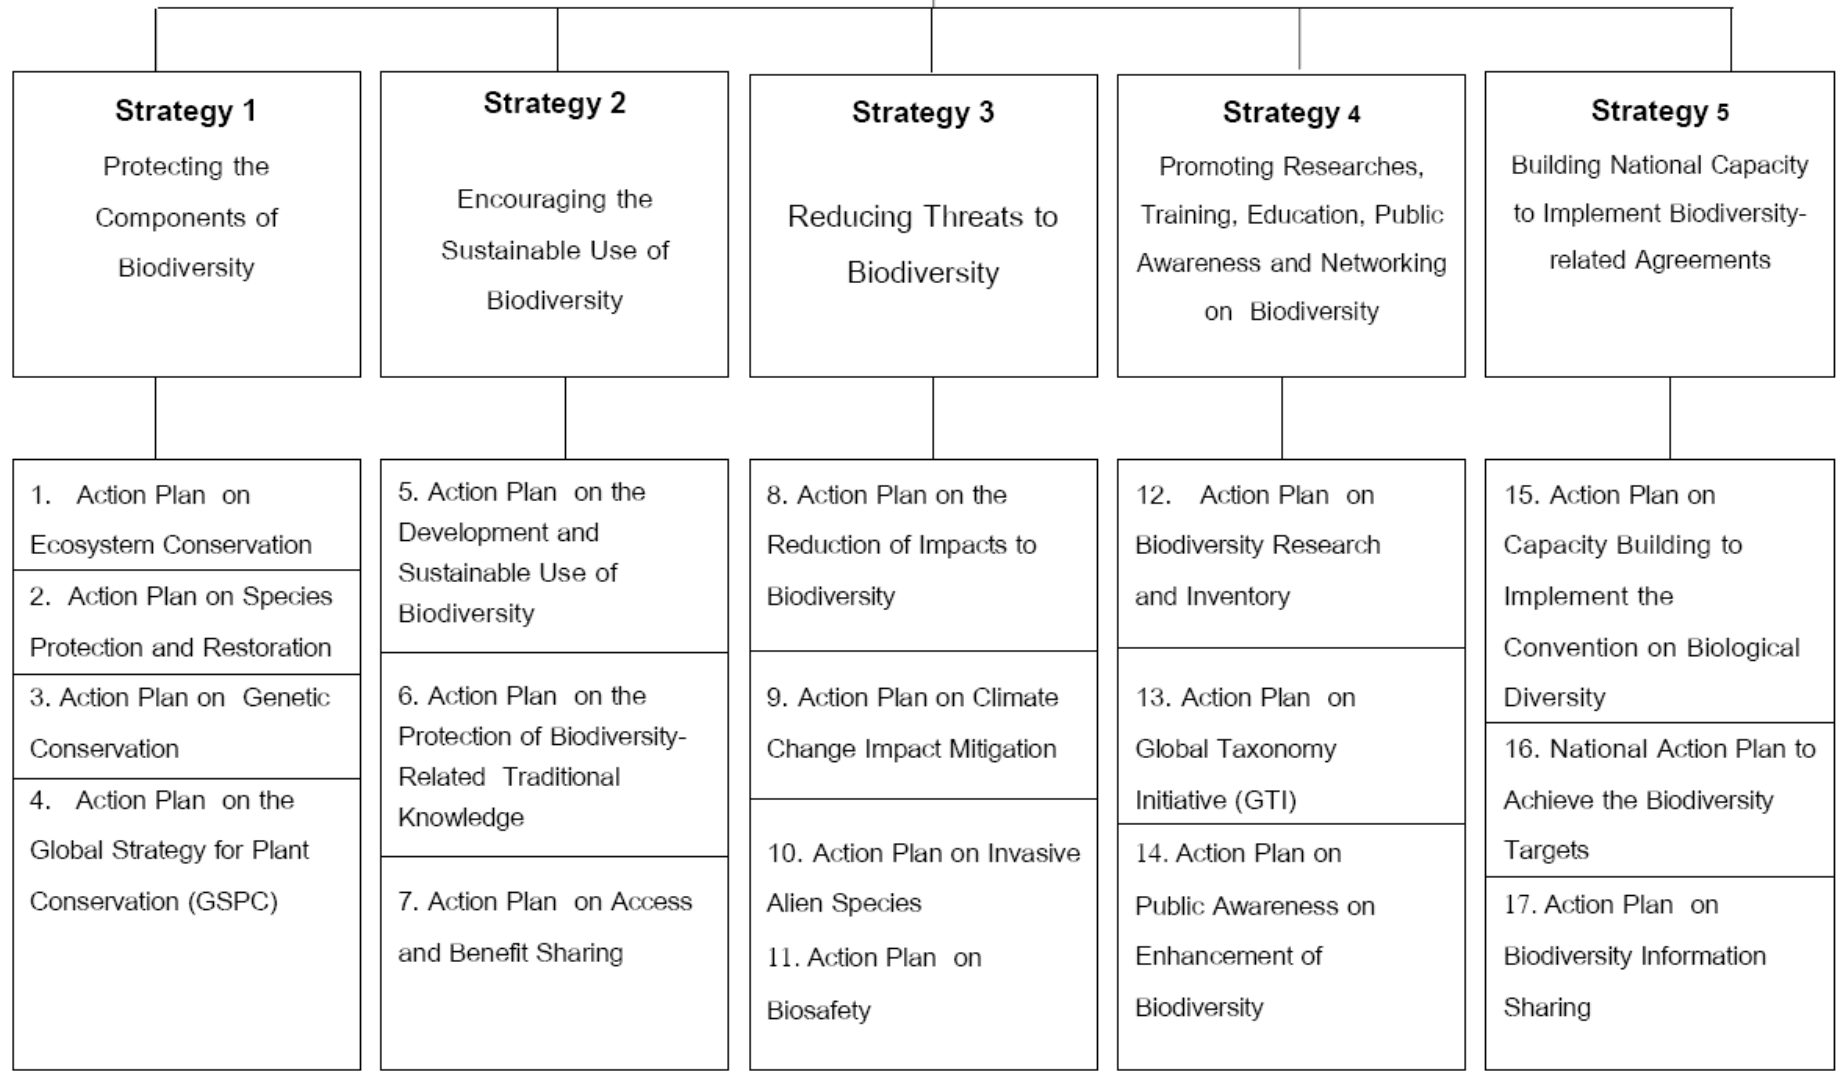 Strategy 1
Protecting the
Components of
Biodiversity
Strategy 2
Encouraging the
Sustainable Use of
Biodiversity
Strategy 3
Reducing Threats to
Biodiversity
Strategy 4
Promoting Researches,
Training, Education, Public
Awareness and Networking
on Biodiversity
Strategy 5
Building National Capacity
to Implement Biodiversity-
related Agreements
1. Action Plan on
Ecosystem Conservation
2. Action Plan on Species
Protection and Restoration
3. Action Plan on Genetic
Conservation
4. Action Plan on the
Global Strategy for Plant
Conservation (GSPC)
5. Action Plan on the
Development and
Sustainable Use of
Biodiversity
6. Action Plan on the
Protection of Biodiversity-
Related Traditional
Knowledge
7. Action Plan on Access
and Benefit Sharing
8. Action Plan on the
Reduction of Impacts to
Biodiversity
9. Action Plan on Climate
Change Impact Mitigation
10. Action Plan on Invasive
Alien Species
11. Action Plan on
Biosafety
12. Action Plan on
Biodiversity Research
and Inventory
13. Action Plan on
Global Taxonomy
Initiative (GTI)
14. Action Plan on
Public Awareness on
Enhancement of
Biodiversity
15. Action Plan on
Capacity Building to
Implement the
Convention on Biological
Diversity
16. National Action Plan to
Achieve the Biodiversity
Targets
17. Action Plan on
Biodiversity Information
Sharing